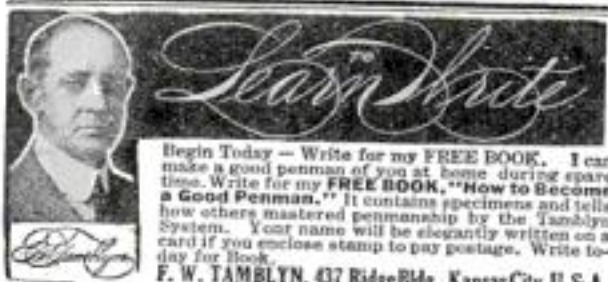 Learn to Write
Begin Today — Write for my FREE BOOK. I can
make a good penman of you at home during spare
time. Write for my FREE BOOK, "How to Become
a Good Penman." It contains specimens and tells
how others mastered penmanship by the Tamblyn
System. Your name will be elegantly written on a
card if you enclose stamp to pay postage. Write to-
day for Book.
F. W. TAMBLYN, 437 Ridge Bldg., Kansas City, U. S. A.
F. W. Tamblyn